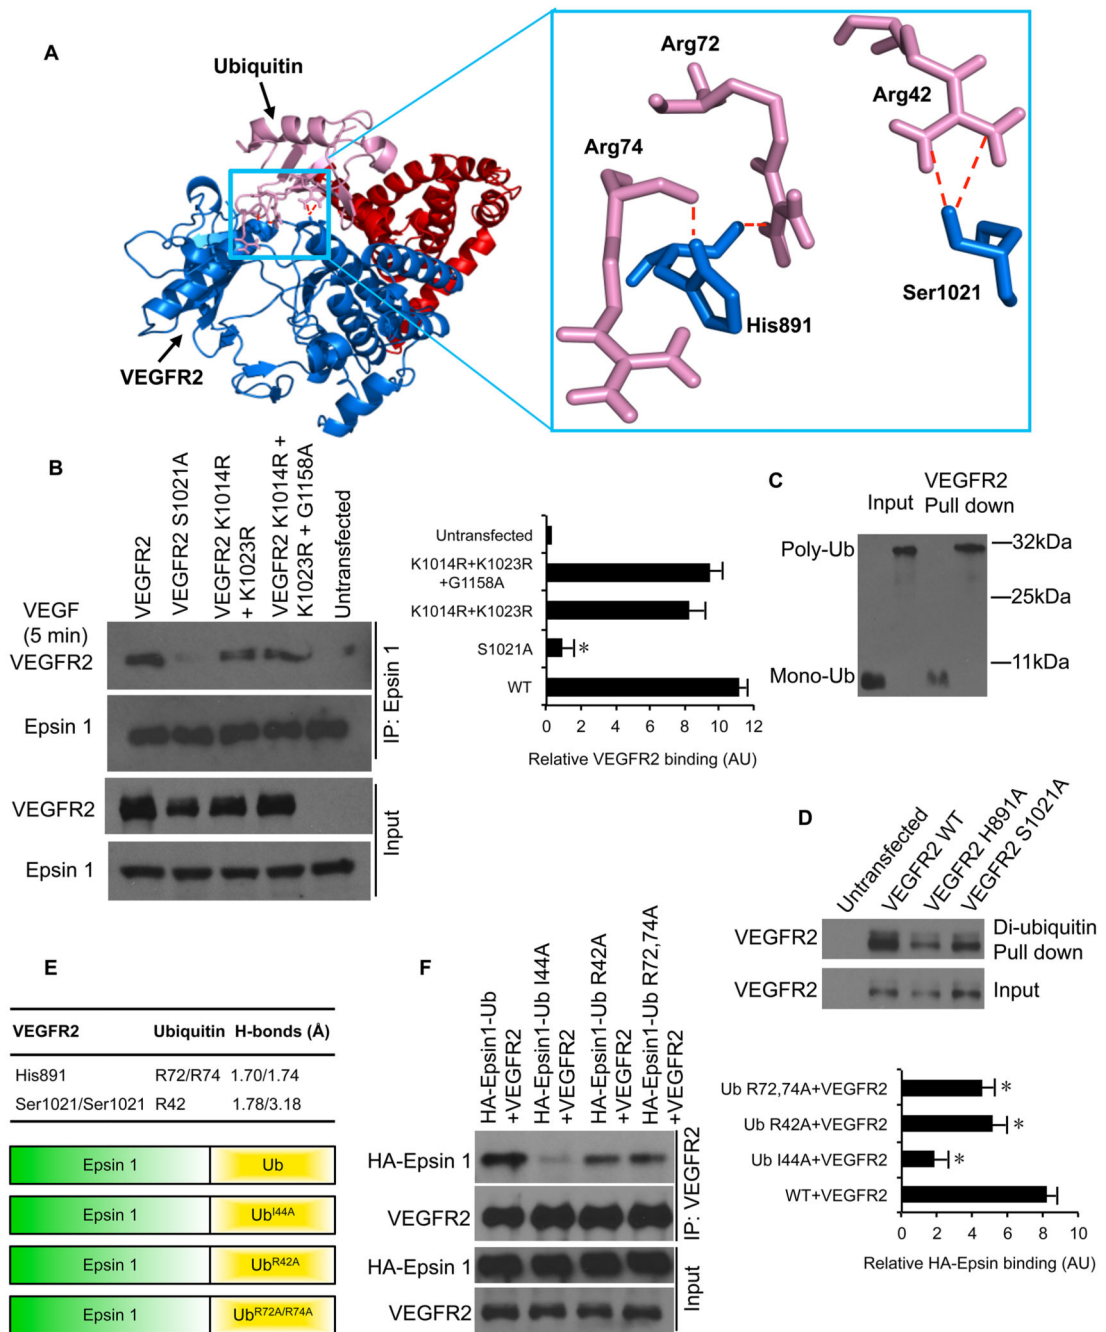 A
Ubiquitin
VEGFR2
Arg72
Arg74
Arg42
His891
Ser1021
B
VEGFR2
VEGFR2 S1021A
VEGFR2 K1014R
+ K1023R
VEGFR2 K1014R +
K1023R + G1158A
Untransfected
VEGF
(5 min)
VEGFR2
Epsin 1
IP: Epsin 1
VEGFR2
Epsin 1
Input
Untransfected
K1014R+K1023R
+G1158A
K1014R+K1023R
S1021A
*
WT
0 2 4 6 8 10 12
Relative VEGFR2 binding (AU)
C
VEGFR2
Input Pull down
Poly-Ub
Mono-Ub
32kDa
25kDa
11kDa
D
Untransfected
VEGFR2 WT
VEGFR2 H891A
VEGFR2 S1021A
VEGFR2
Di-ubiquitin
Pull down
VEGFR2
Input
E
VEGFR2 Ubiquitin H-bonds (Å)
His891 R72/R74 1.70/1.74
Ser1021/Ser1021 R42 1.78/3.18
Epsin 1 Ub
Epsin 1 Ub^I44A
Epsin 1 Ub^R42A
Epsin 1 Ub^R72A/R74A
F
HA-Epsin1-Ub
+VEGFR2
HA-Epsin1-Ub I44A
+VEGFR2
HA-Epsin1-Ub R42A
+VEGFR2
HA-Epsin1-Ub R72,74A
+VEGFR2
HA-Epsin 1
VEGFR2
IP: VEGFR2
HA-Epsin 1
VEGFR2
Input
Ub R72,74A+VEGFR2
*
Ub R42A+VEGFR2
*
Ub I44A+VEGFR2
*
WT+VEGFR2
0 2 4 6 8 10
Relative HA-Epsin binding (AU)